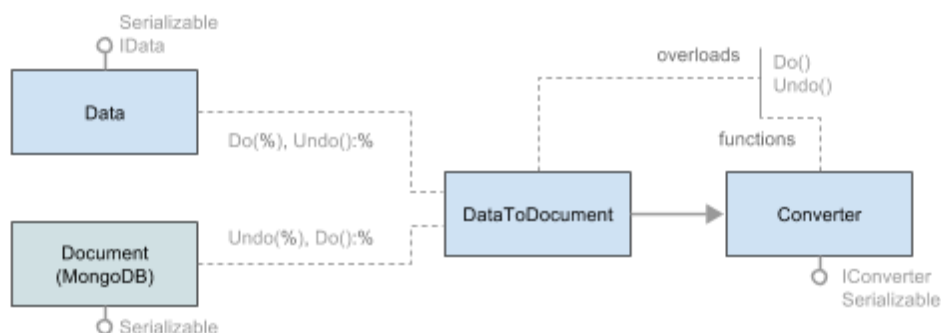 Serializable
IData
Data
Do(%), Undo():%
overloads
Do()
Undo()
functions
DataToDocument
Converter
Undo(%), Do():%
Document
(MongoDB)
IConverter
Serializable
Serializable